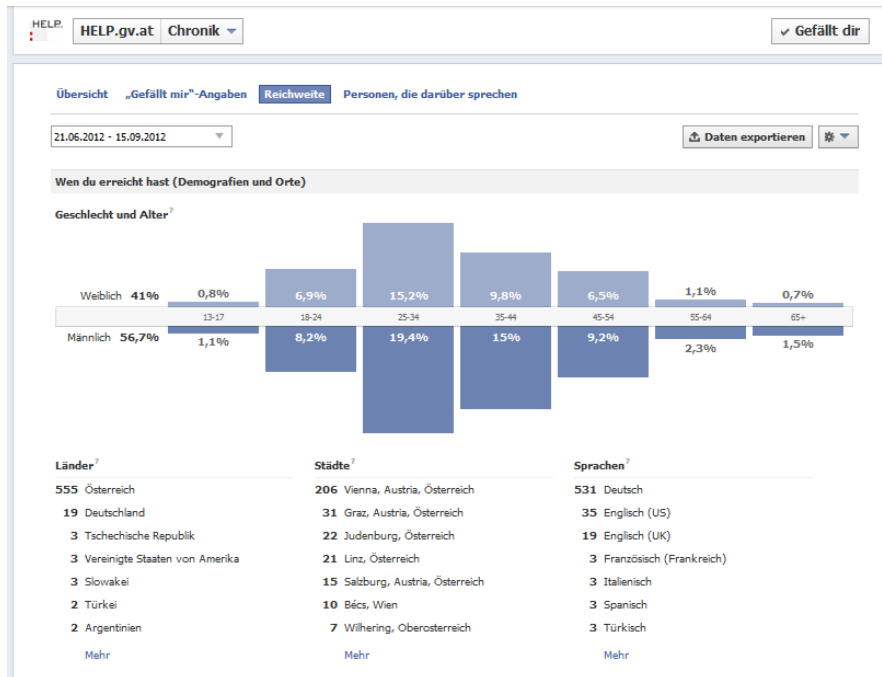 HELP.
HELP.gv.at Chronik
✓ Gefällt dir
Übersicht „Gefällt mir“-Angaben Reichweite Personen, die darüber sprechen
21.06.2012 - 15.09.2012
Daten exportieren
Wen du erreicht hast (Demografien und Orte)
Geschlecht und Alter?
Weiblich 41% 0,8% 6,9% 15,2% 9,8% 6,5% 1,1% 0,7%
13-17 18-24 25-34 35-44 45-54 55-64 65+
Männlich 56,7% 1,1% 8,2% 19,4% 15% 9,2% 2,3% 1,5%
Länder?
555 Österreich
19 Deutschland
3 Tschechische Republik
3 Vereinigte Staaten von Amerika
3 Slowakei
2 Türkei
2 Argentinien
Mehr
Städte?
206 Vienna, Austria, Österreich
31 Graz, Austria, Österreich
22 Judenburg, Österreich
21 Linz, Österreich
15 Salzburg, Austria, Österreich
10 Bécs, Wien
7 Wilhering, Oberosterreich
Mehr
Sprachen?
531 Deutsch
35 Englisch (US)
19 Englisch (UK)
3 Französisch (Frankreich)
3 Italienisch
3 Spanisch
3 Türkisch
Mehr